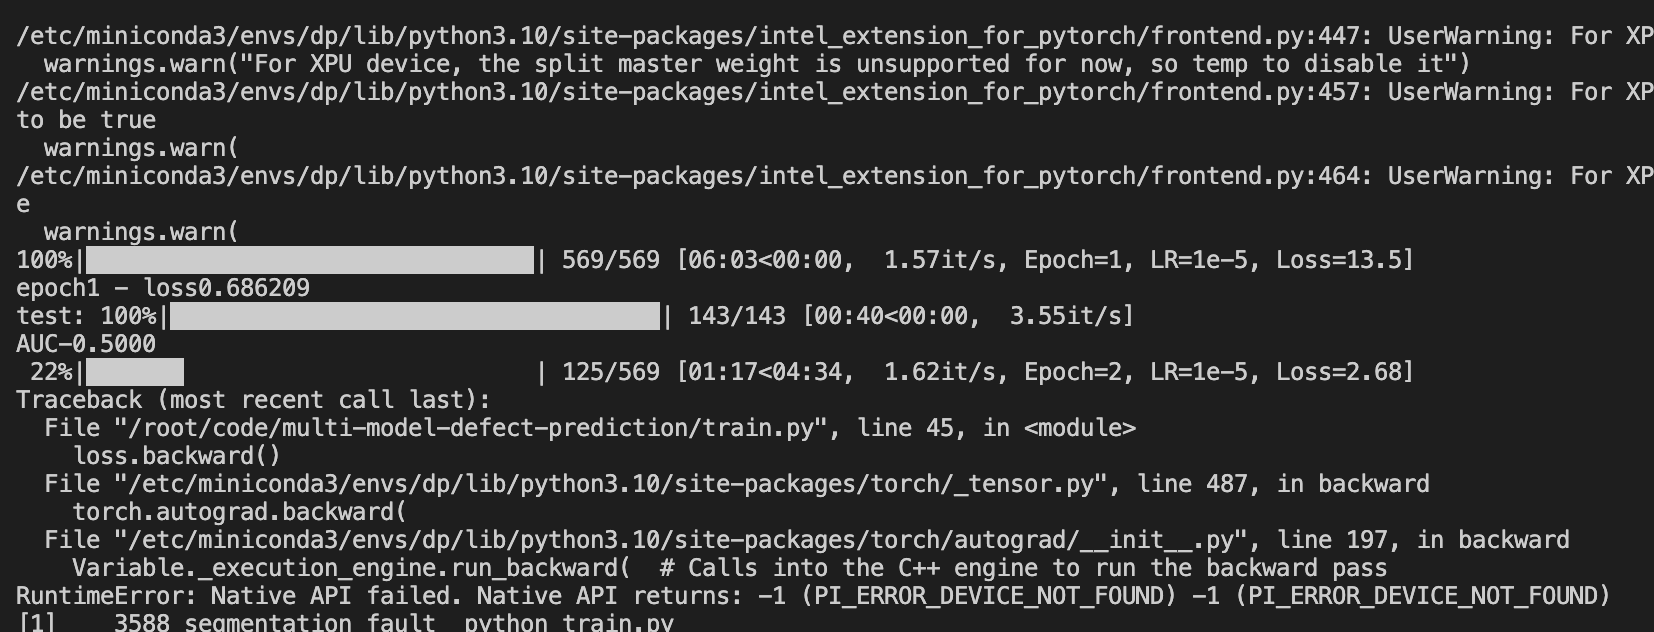 /etc/miniconda3/envs/dp/lib/python3.10/site-packages/intel_extension_for_pytorch/frontend.py:447: UserWarning: For XP
  warnings.warn("For XPU device, the split master weight is unsupported for now, so temp to disable it")
/etc/miniconda3/envs/dp/lib/python3.10/site-packages/intel_extension_for_pytorch/frontend.py:457: UserWarning: For XP
to be true
  warnings.warn(
/etc/miniconda3/envs/dp/lib/python3.10/site-packages/intel_extension_for_pytorch/frontend.py:464: UserWarning: For XP
e
  warnings.warn(
100%| | 569/569 [06:03<00:00,  1.57it/s, Epoch=1, LR=1e-5, Loss=13.5]
epoch1 - loss0.686209
test: 100%| | 143/143 [00:40<00:00,  3.55it/s]
AUC-0.5000
 22%| | 125/569 [01:17<04:34,  1.62it/s, Epoch=2, LR=1e-5, Loss=2.68]
Traceback (most recent call last):
  File "/root/code/multi-model-defect-prediction/train.py", line 45, in <module>
    loss.backward()
  File "/etc/miniconda3/envs/dp/lib/python3.10/site-packages/torch/_tensor.py", line 487, in backward
    torch.autograd.backward(
  File "/etc/miniconda3/envs/dp/lib/python3.10/site-packages/torch/autograd/__init__.py", line 197, in backward
    Variable._execution_engine.run_backward(  # Calls into the C++ engine to run the backward pass
RuntimeError: Native API failed. Native API returns: -1 (PI_ERROR_DEVICE_NOT_FOUND) -1 (PI_ERROR_DEVICE_NOT_FOUND)
[1]    3588 segmentation fault  python train.py